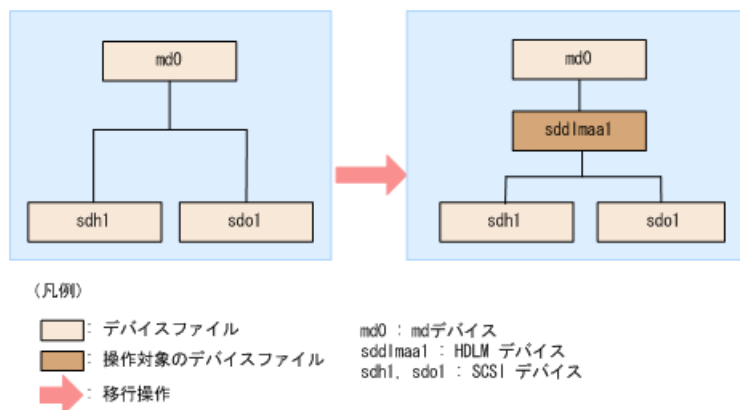 md0
sdh1
sdo1
md0
sddlmaa1
sdh1
sdo1
(凡例)
: デバイスファイル
: 操作対象のデバイスファイル
: 移行操作
md0 : mdデバイス
sddlmaa1 : HDLM デバイス
sdh1, sdo1 : SCSI デバイス